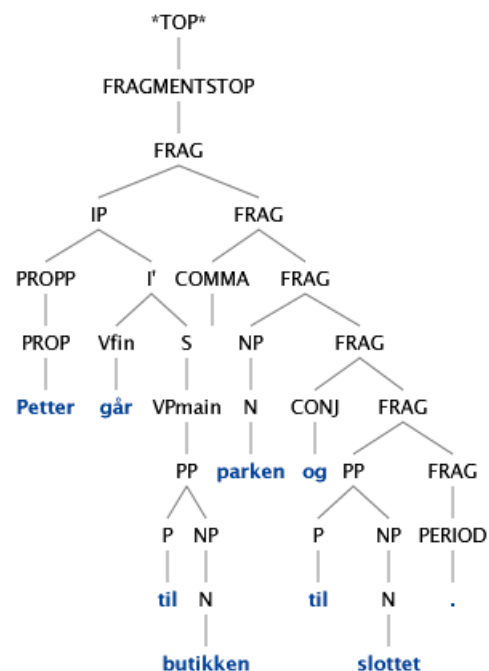 *TOP*
FRAGMENTSTOP
FRAG
IP FRAG
PROPP I' COMMA FRAG
PROP Vfin S NP FRAG
Petter går VPmain N CONJ FRAG
PP parken og PP FRAG
P NP P NP PERIOD
til N til N .
butikken slottet